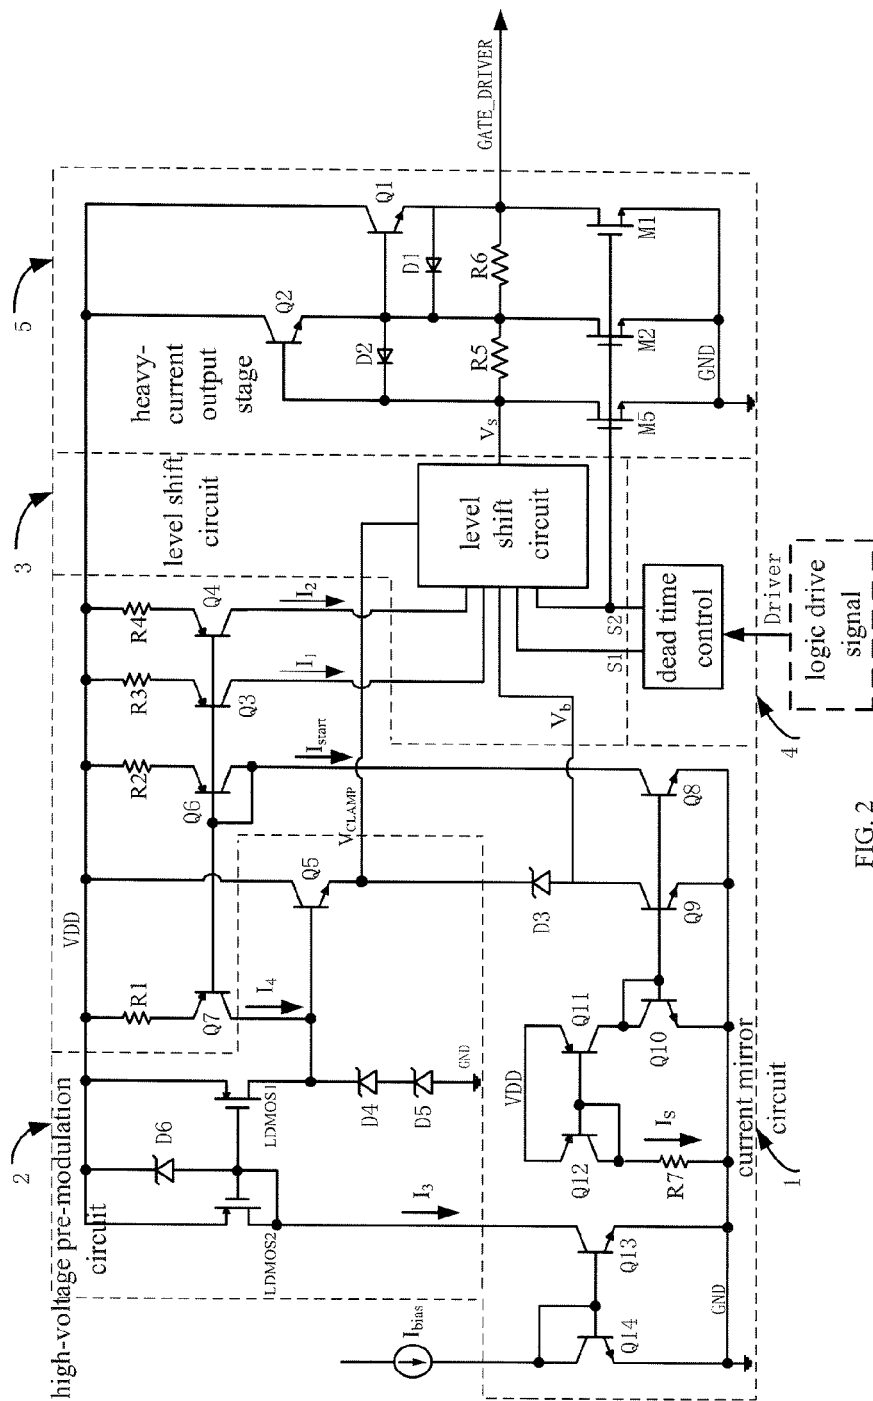 high-voltage pre-modulation
circuit
2
3
5
VDD
D6
LDMOS2
LDMOS1
R1
Q7
I4
R2
Q6
Istart
R3
Q3
I1
R4
Q4
I2
level shift
circuit
heavy-
current
output
stage
Q2
Q1
D2
D1
GATE_DRIVER
Q5
VCLAMP
level
shift
circuit
Vs
R5
R6
I3
D4
D5
GND
D3
Vb
S1
S2
M5
M2
M1
GND
Ibias
Q14
Q13
VDD
Q12
Q11
Is
R7
Q10
Q9
Q8
GND
dead time
control
Driver
logic drive
signal
current mirror
circuit
1
4
FIG. 2